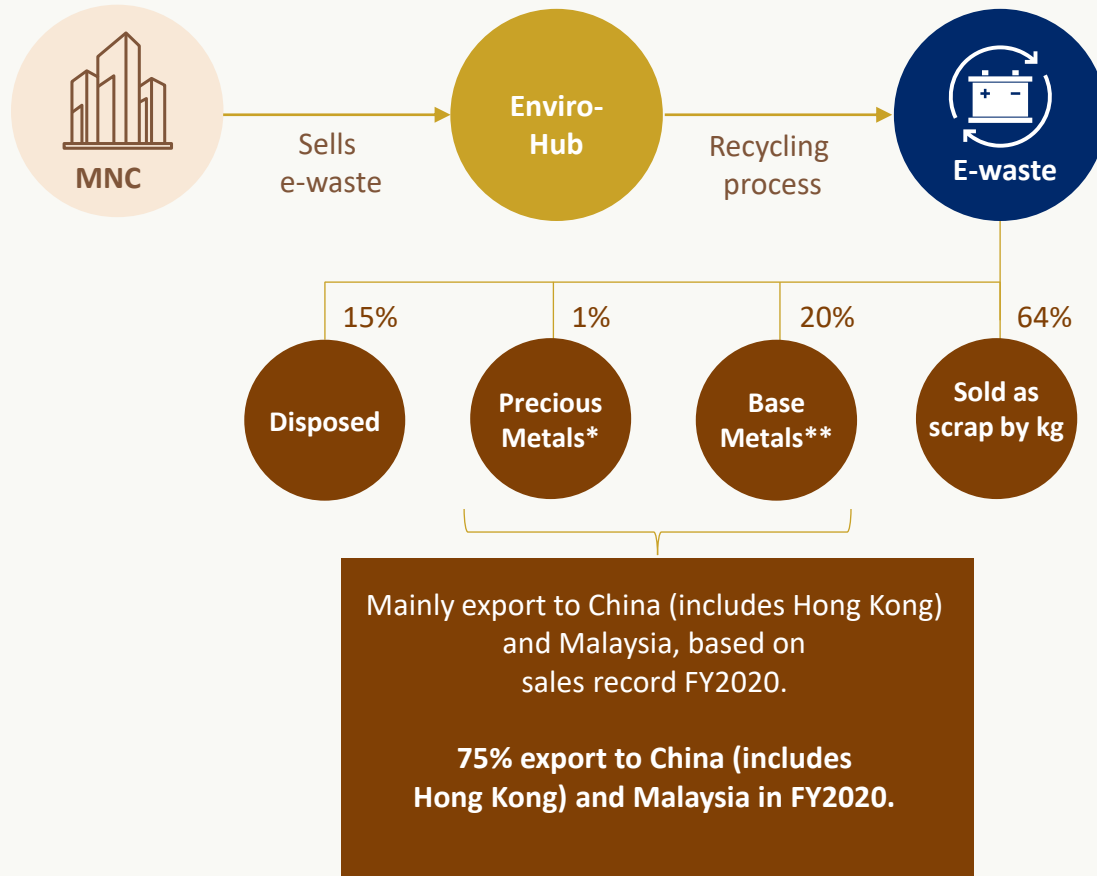 MNC
Sells
e-waste
Enviro-
Hub
Recycling
process
E-waste
15%
1%
20%
64%
Disposed
Precious
Metals*
Base
Metals**
Sold as
scrap by kg
Mainly export to China (includes Hong Kong)
and Malaysia, based on
sales record FY2020.
75% export to China (includes
Hong Kong) and Malaysia in FY2020.